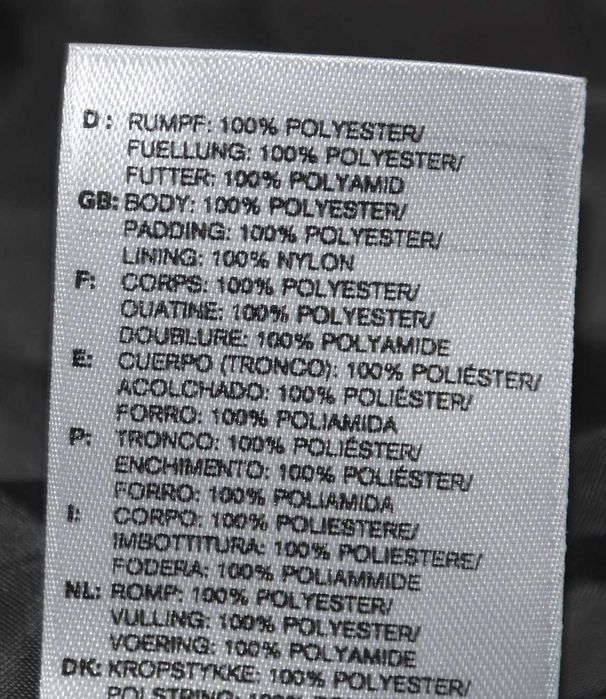 D: RUMPF: 100% POLYESTER/
FUELLUNG: 100% POLYESTER/
FUTTER: 100% POLYAMID
GB: BODY: 100% POLYESTER/
PADDING: 100% POLYESTER/
LINING: 100% NYLON
F: CORPS: 100% POLYESTER/
OUATINE: 100% POLYESTER/
DOUBLURE: 100% POLYAMIDE
E: CUERPO (TRONCO): 100% POLIÉSTER/
ACOLCHADO: 100% POLIÉSTER/
FORRO: 100% POLIAMIDA
P: TRONCO: 100% POLIÉSTER/
ENCHIMENTO: 100% POLIÉSTER/
FORRO: 100% POLIAMIDA
I: CORPO: 100% POLIESTERE/
IMBOTTITURA: 100% POLIESTERE/
FODERA: 100% POLIAMMIDE
NL: ROMP: 100% POLYESTER/
VULLING: 100% POLYESTER/
VOERING: 100% POLYAMIDE
DK: KROPSTYKKE: 100% POLYESTER/
POLSTRING: 100%